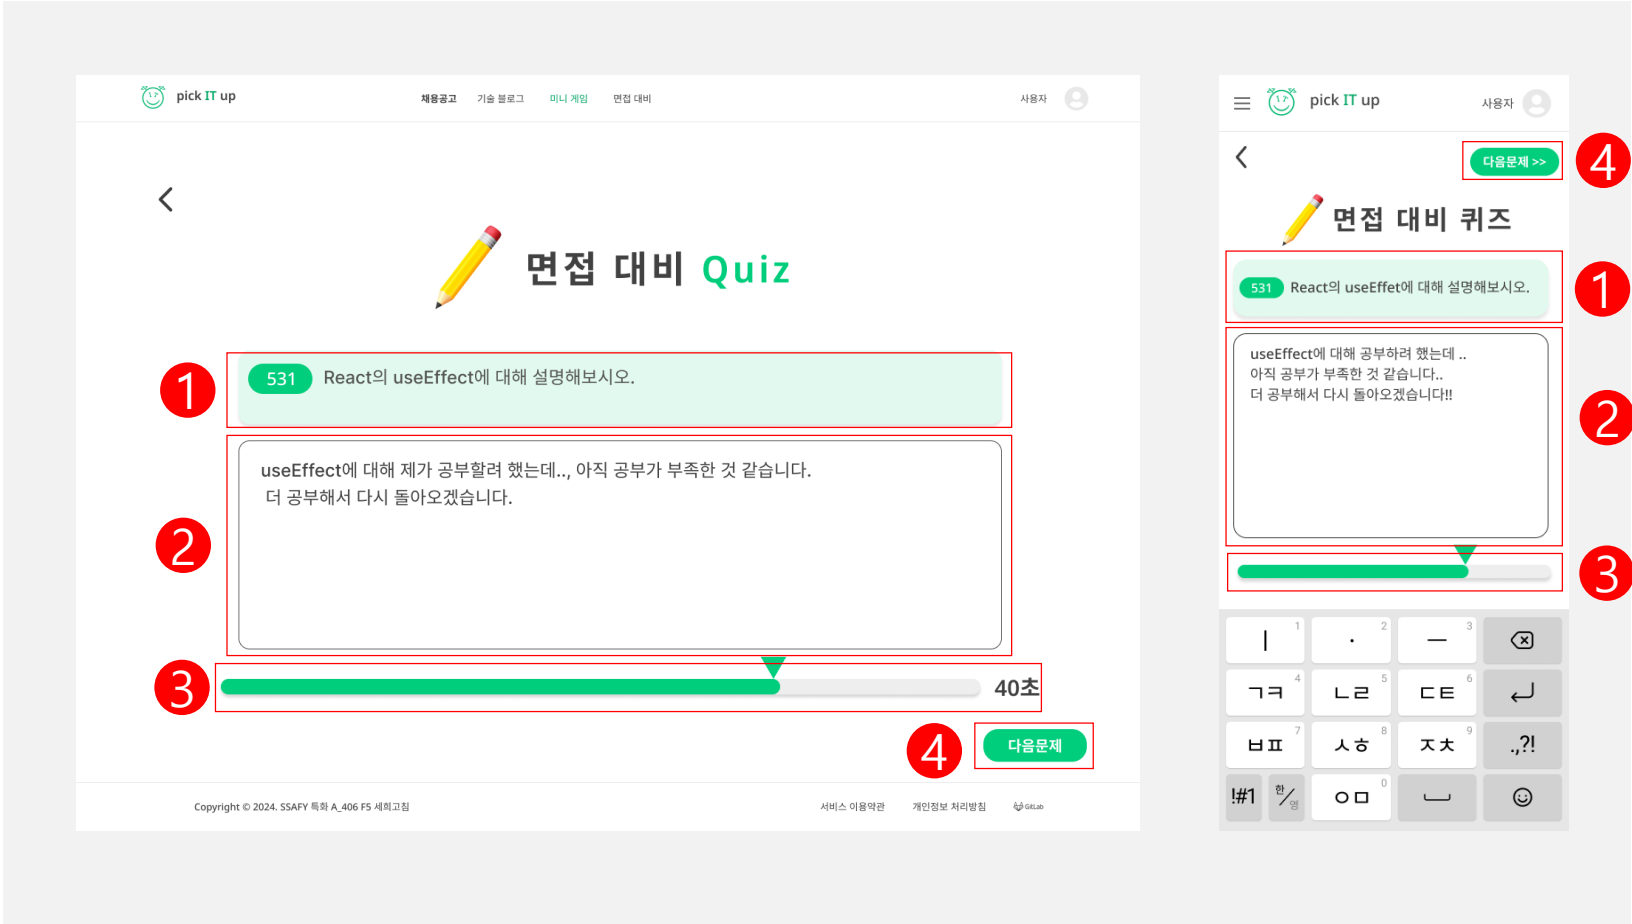 pick IT up
채용공고 기술 블로그 미니 게임 면접 대비
사용자
면접 대비 Quiz
1
531 React의 useEffect에 대해 설명해보시오.
2
useEffect에 대해 제가 공부할려 했는데.., 아직 공부가 부족한 것 같습니다.
더 공부해서 다시 돌아오겠습니다.
3
40초
4
다음문제
Copyright © 2024. SSAFY 특화 A_406 F5 세희고침
서비스 이용약관 개인정보 처리방침 GitLab
pick IT up
사용자
다음문제 >>
4
면접 대비 퀴즈
531 React의 useEffet에 대해 설명해보시오.
1
useEffect에 대해 공부하려 했는데 ..
아직 공부가 부족한 것 같습니다..
더 공부해서 다시 돌아오겠습니다!!
2
3
ㅣ 1 · 2 ㅡ 3
ㄱㅋ 4 ㄴㄹ 5 ㄷㅌ 6
ㅂㅍ 7 ㅅㅎ 8 ㅈㅊ 9 .,?!
!#1 한/영 ㅇㅁ 0